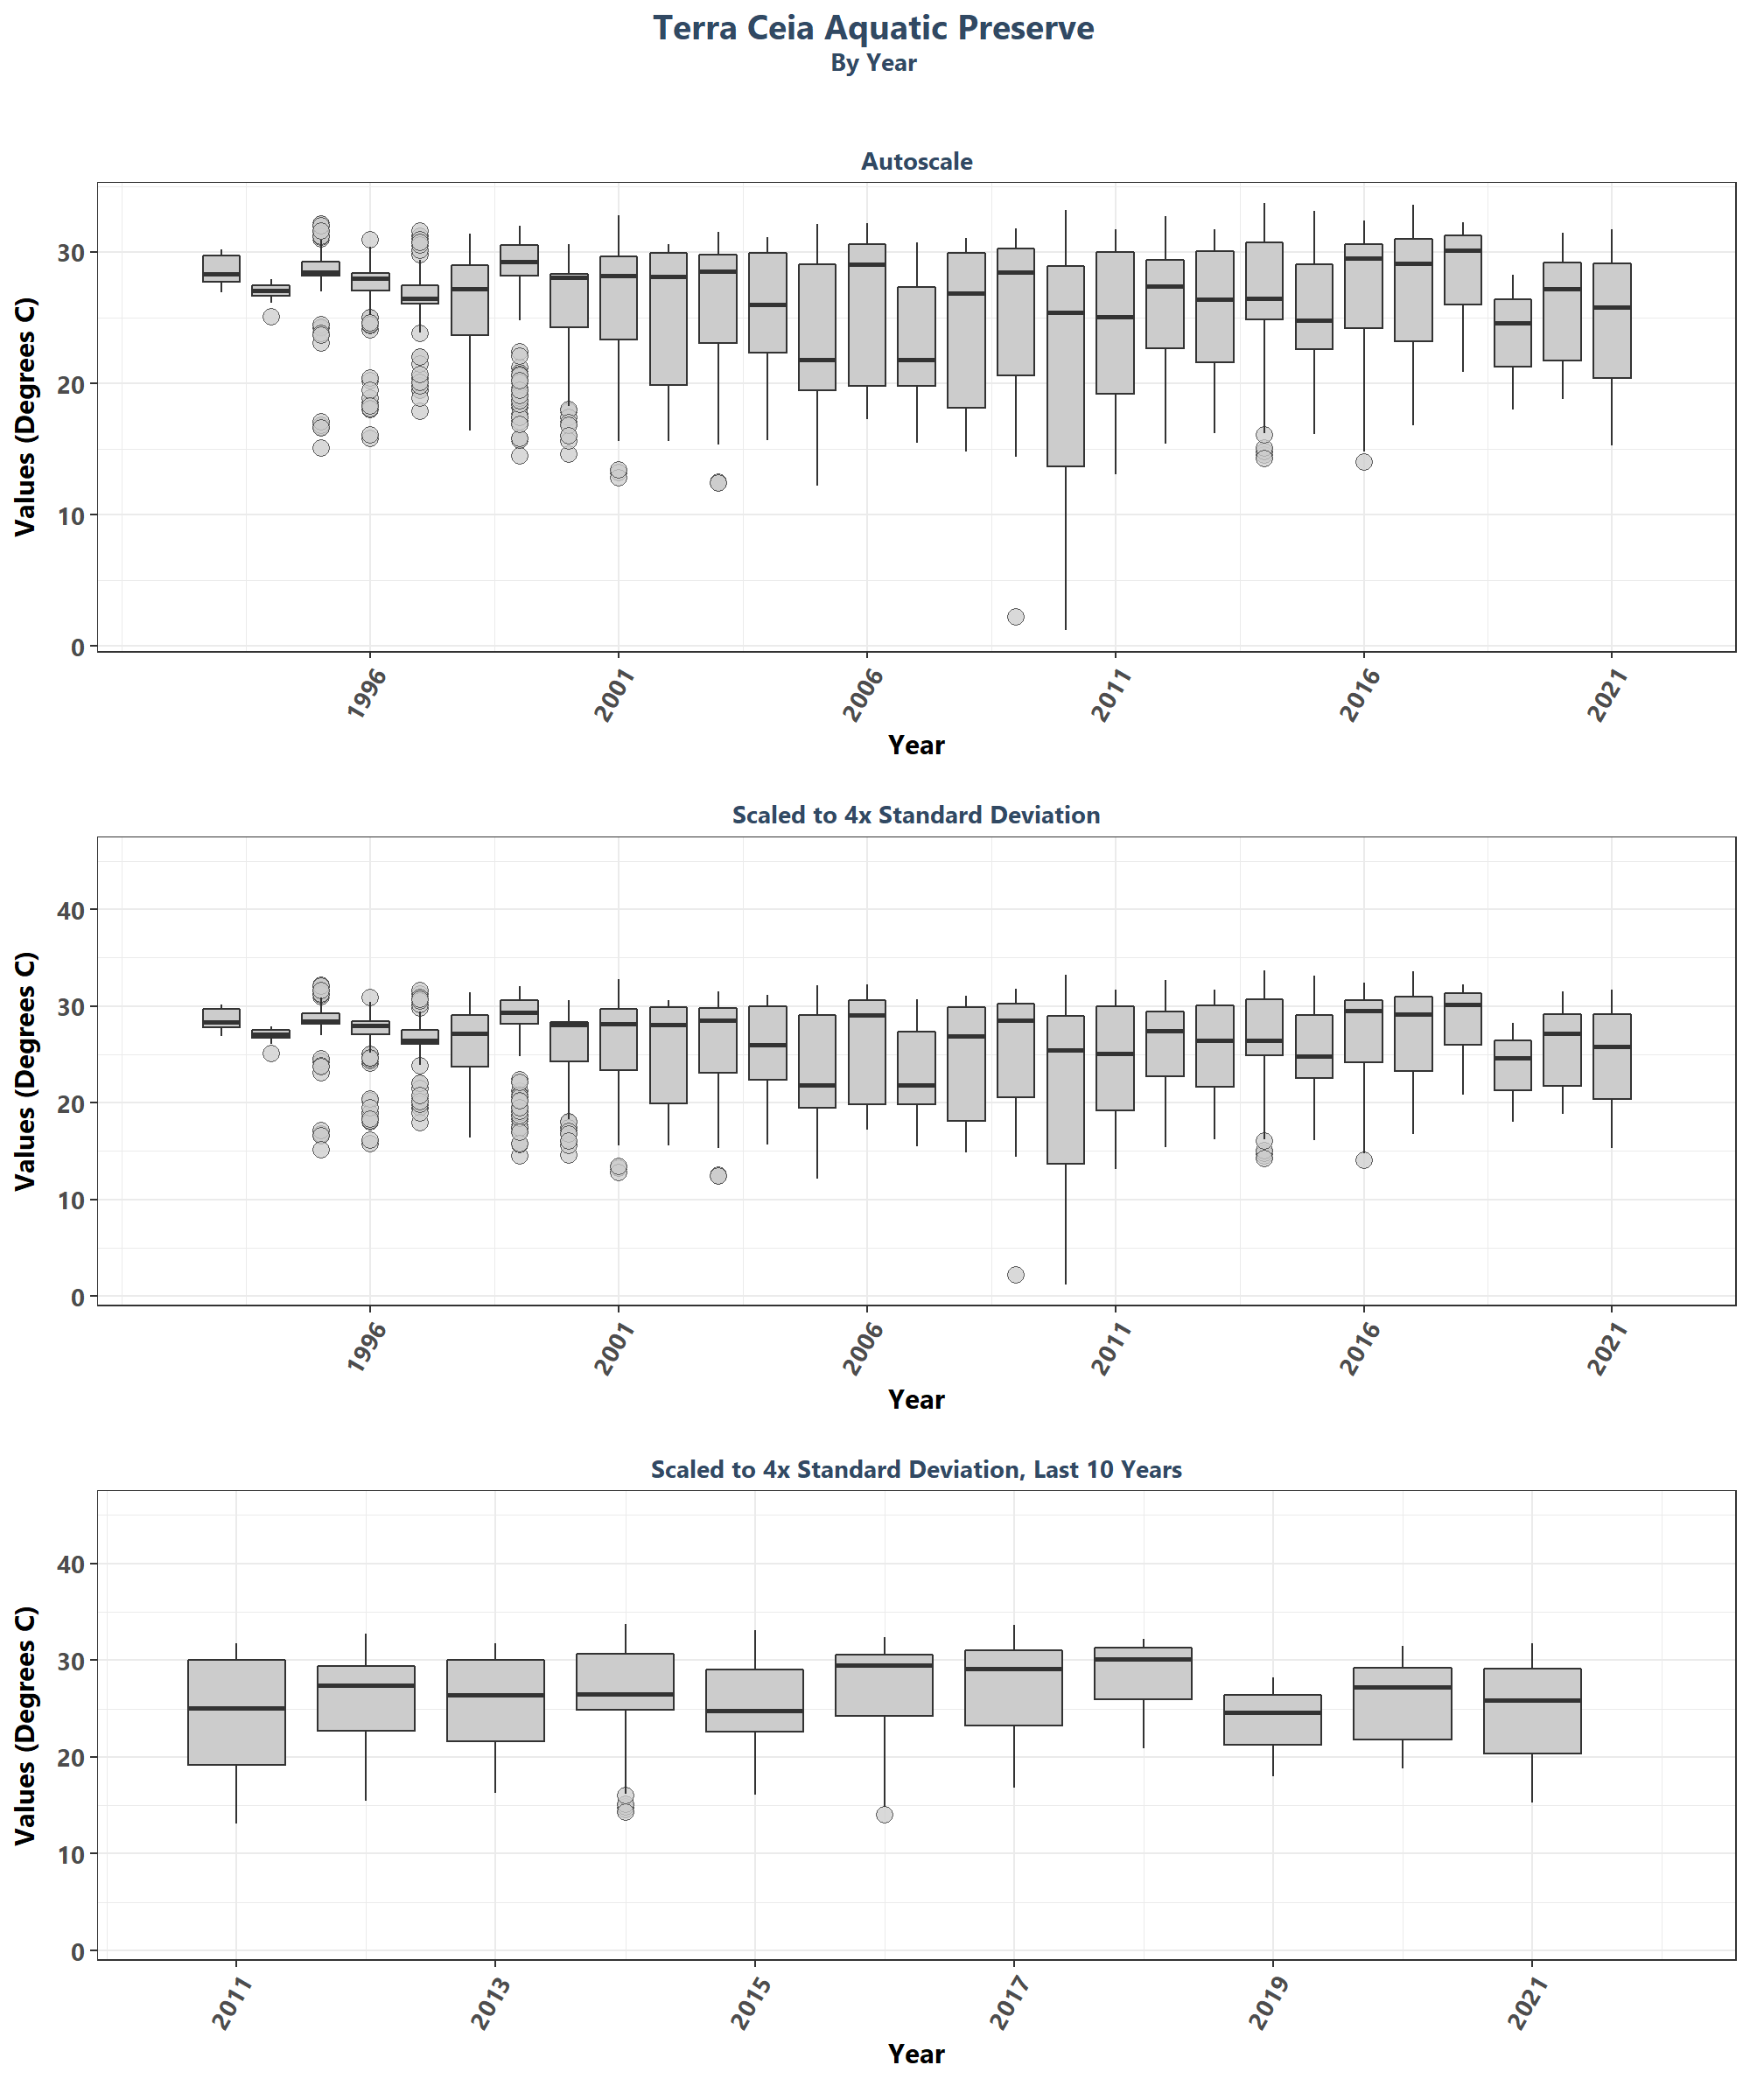 Terra Ceia Aquatic Preserve
By Year
Autoscale
Values (Degrees C)
30
20
10
0
1996
2001
2006
2011
2016
2021
Year
Scaled to 4x Standard Deviation
Values (Degrees C)
40
30
20
10
0
1996
2001
2006
2011
2016
2021
Year
Scaled to 4x Standard Deviation, Last 10 Years
Values (Degrees C)
40
30
20
10
0
2011
2013
2015
2017
2019
2021
Year